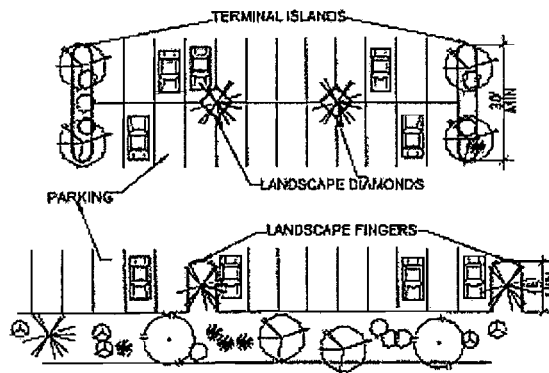 TERMINAL ISLANDS
30'
MIN
LANDSCAPE DIAMONDS
PARKING
LANDSCAPE FINGERS